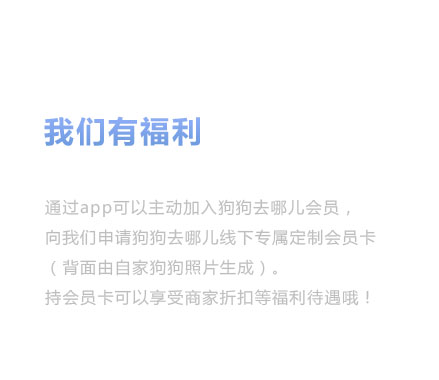 我们有福利
通过app可以主动加入狗狗去哪儿会员，
向我们申请狗狗去哪儿线下专属定制会员卡
（背面由自家狗狗照片生成）。
持会员卡可以享受商家折扣等福利待遇哦！